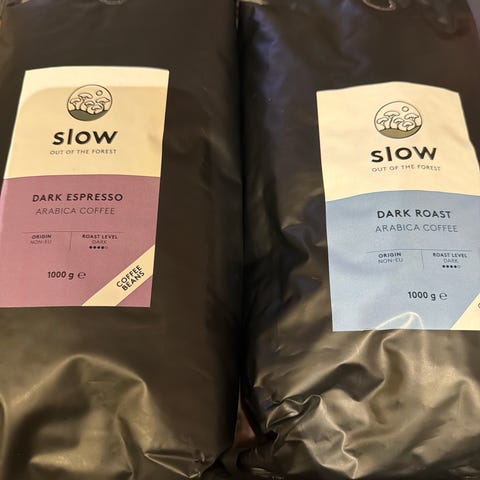 slow
OUT OF THE FOREST
DARK ESPRESSO
ARABICA COFFEE
ORIGIN
NON-EU
ROAST LEVEL
DARK
1000 g ℮
COFFEE
BEANS
slow
OUT OF THE FOREST
DARK ROAST
ARABICA COFFEE
ORIGIN
NON-EU
ROAST LEVEL
DARK
1000 g ℮